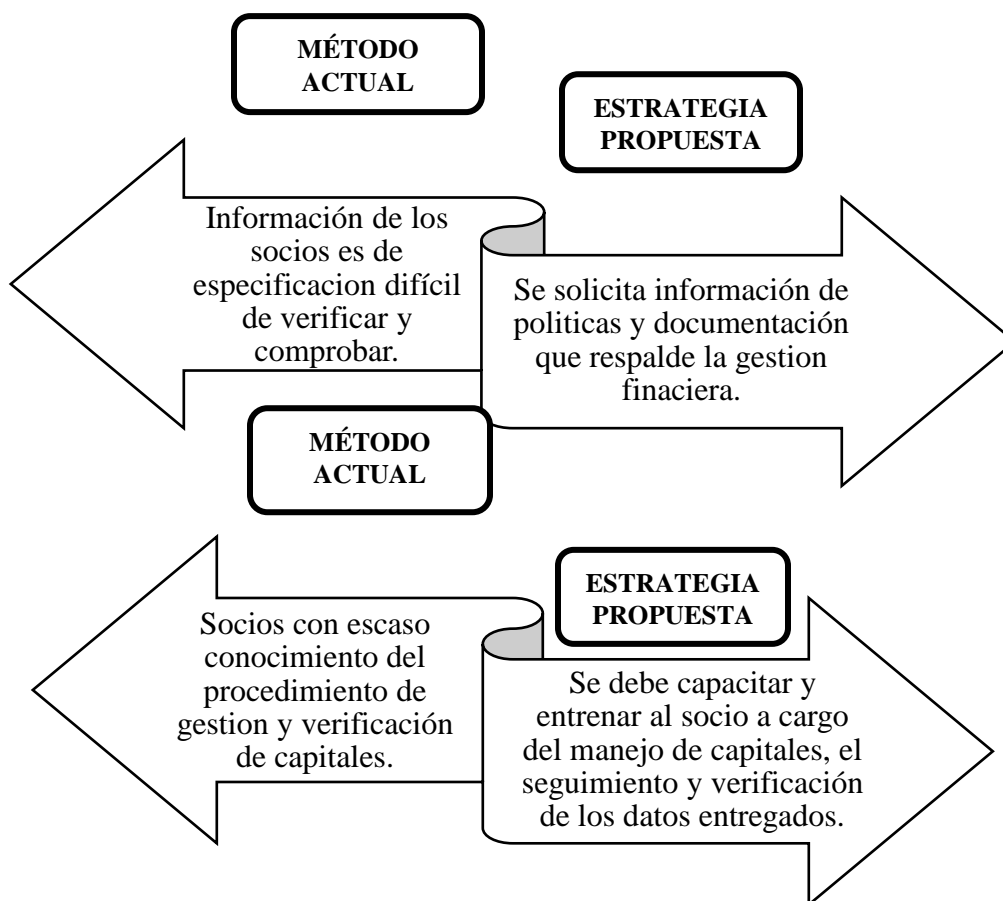 MÉTODO
ACTUAL
ESTRATEGIA
PROPUESTA
Información de los
socios es de
especificacion difícil
de verificar y
comprobar.
Se solicita información de
politicas y documentación
que respalde la gestion
finaciera.
MÉTODO
ACTUAL
ESTRATEGIA
PROPUESTA
Socios con escaso
conocimiento del
procedimiento de
gestion y verificación
de capitales.
Se debe capacitar y
entrenar al socio a cargo
del manejo de capitales, el
seguimiento y verificación
de los datos entregados.